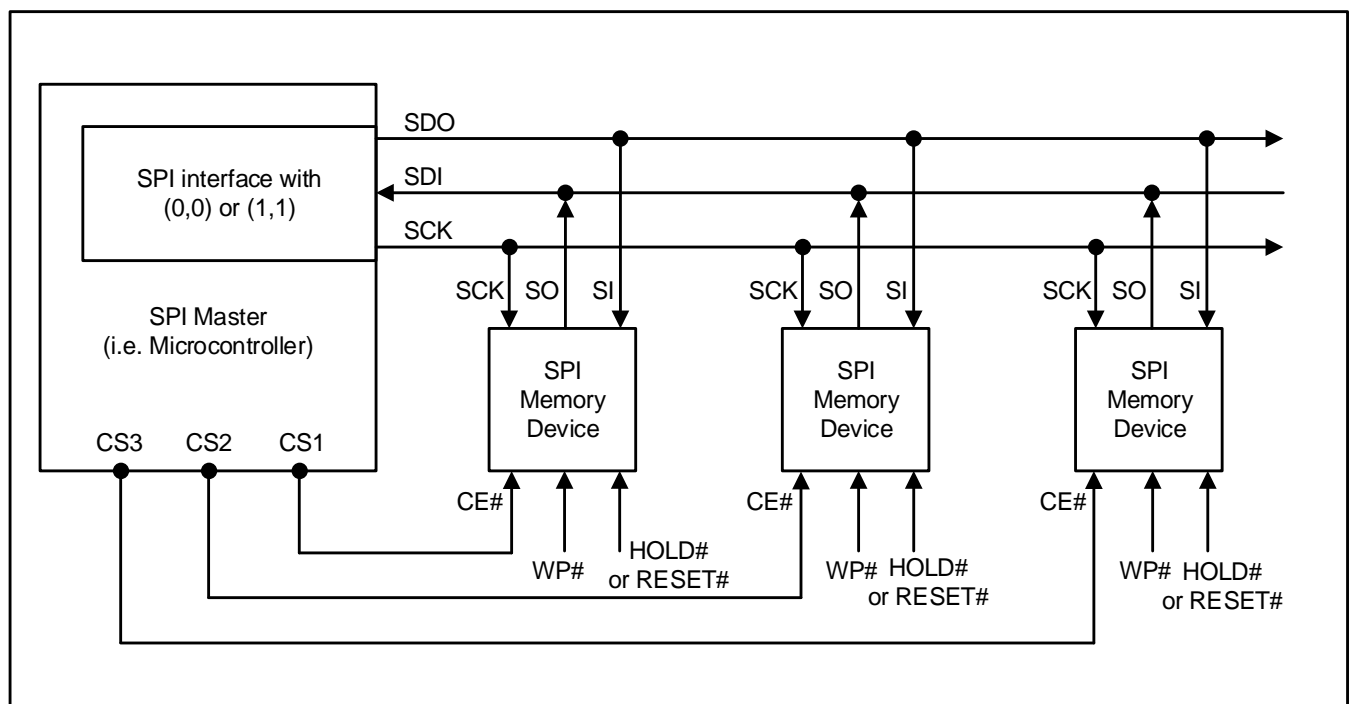 SDO
SPI interface with
(0,0) or (1,1)
SDI
SCK
SPI Master
(i.e. Microcontroller)
SCK SO SI
SCK SO SI
SCK SO SI
SPI
Memory
Device
SPI
Memory
Device
SPI
Memory
Device
CS3 CS2 CS1
CE#
CE#
CE#
WP#
HOLD#
or RESET#
WP#
HOLD#
or RESET#
WP#
HOLD#
or RESET#